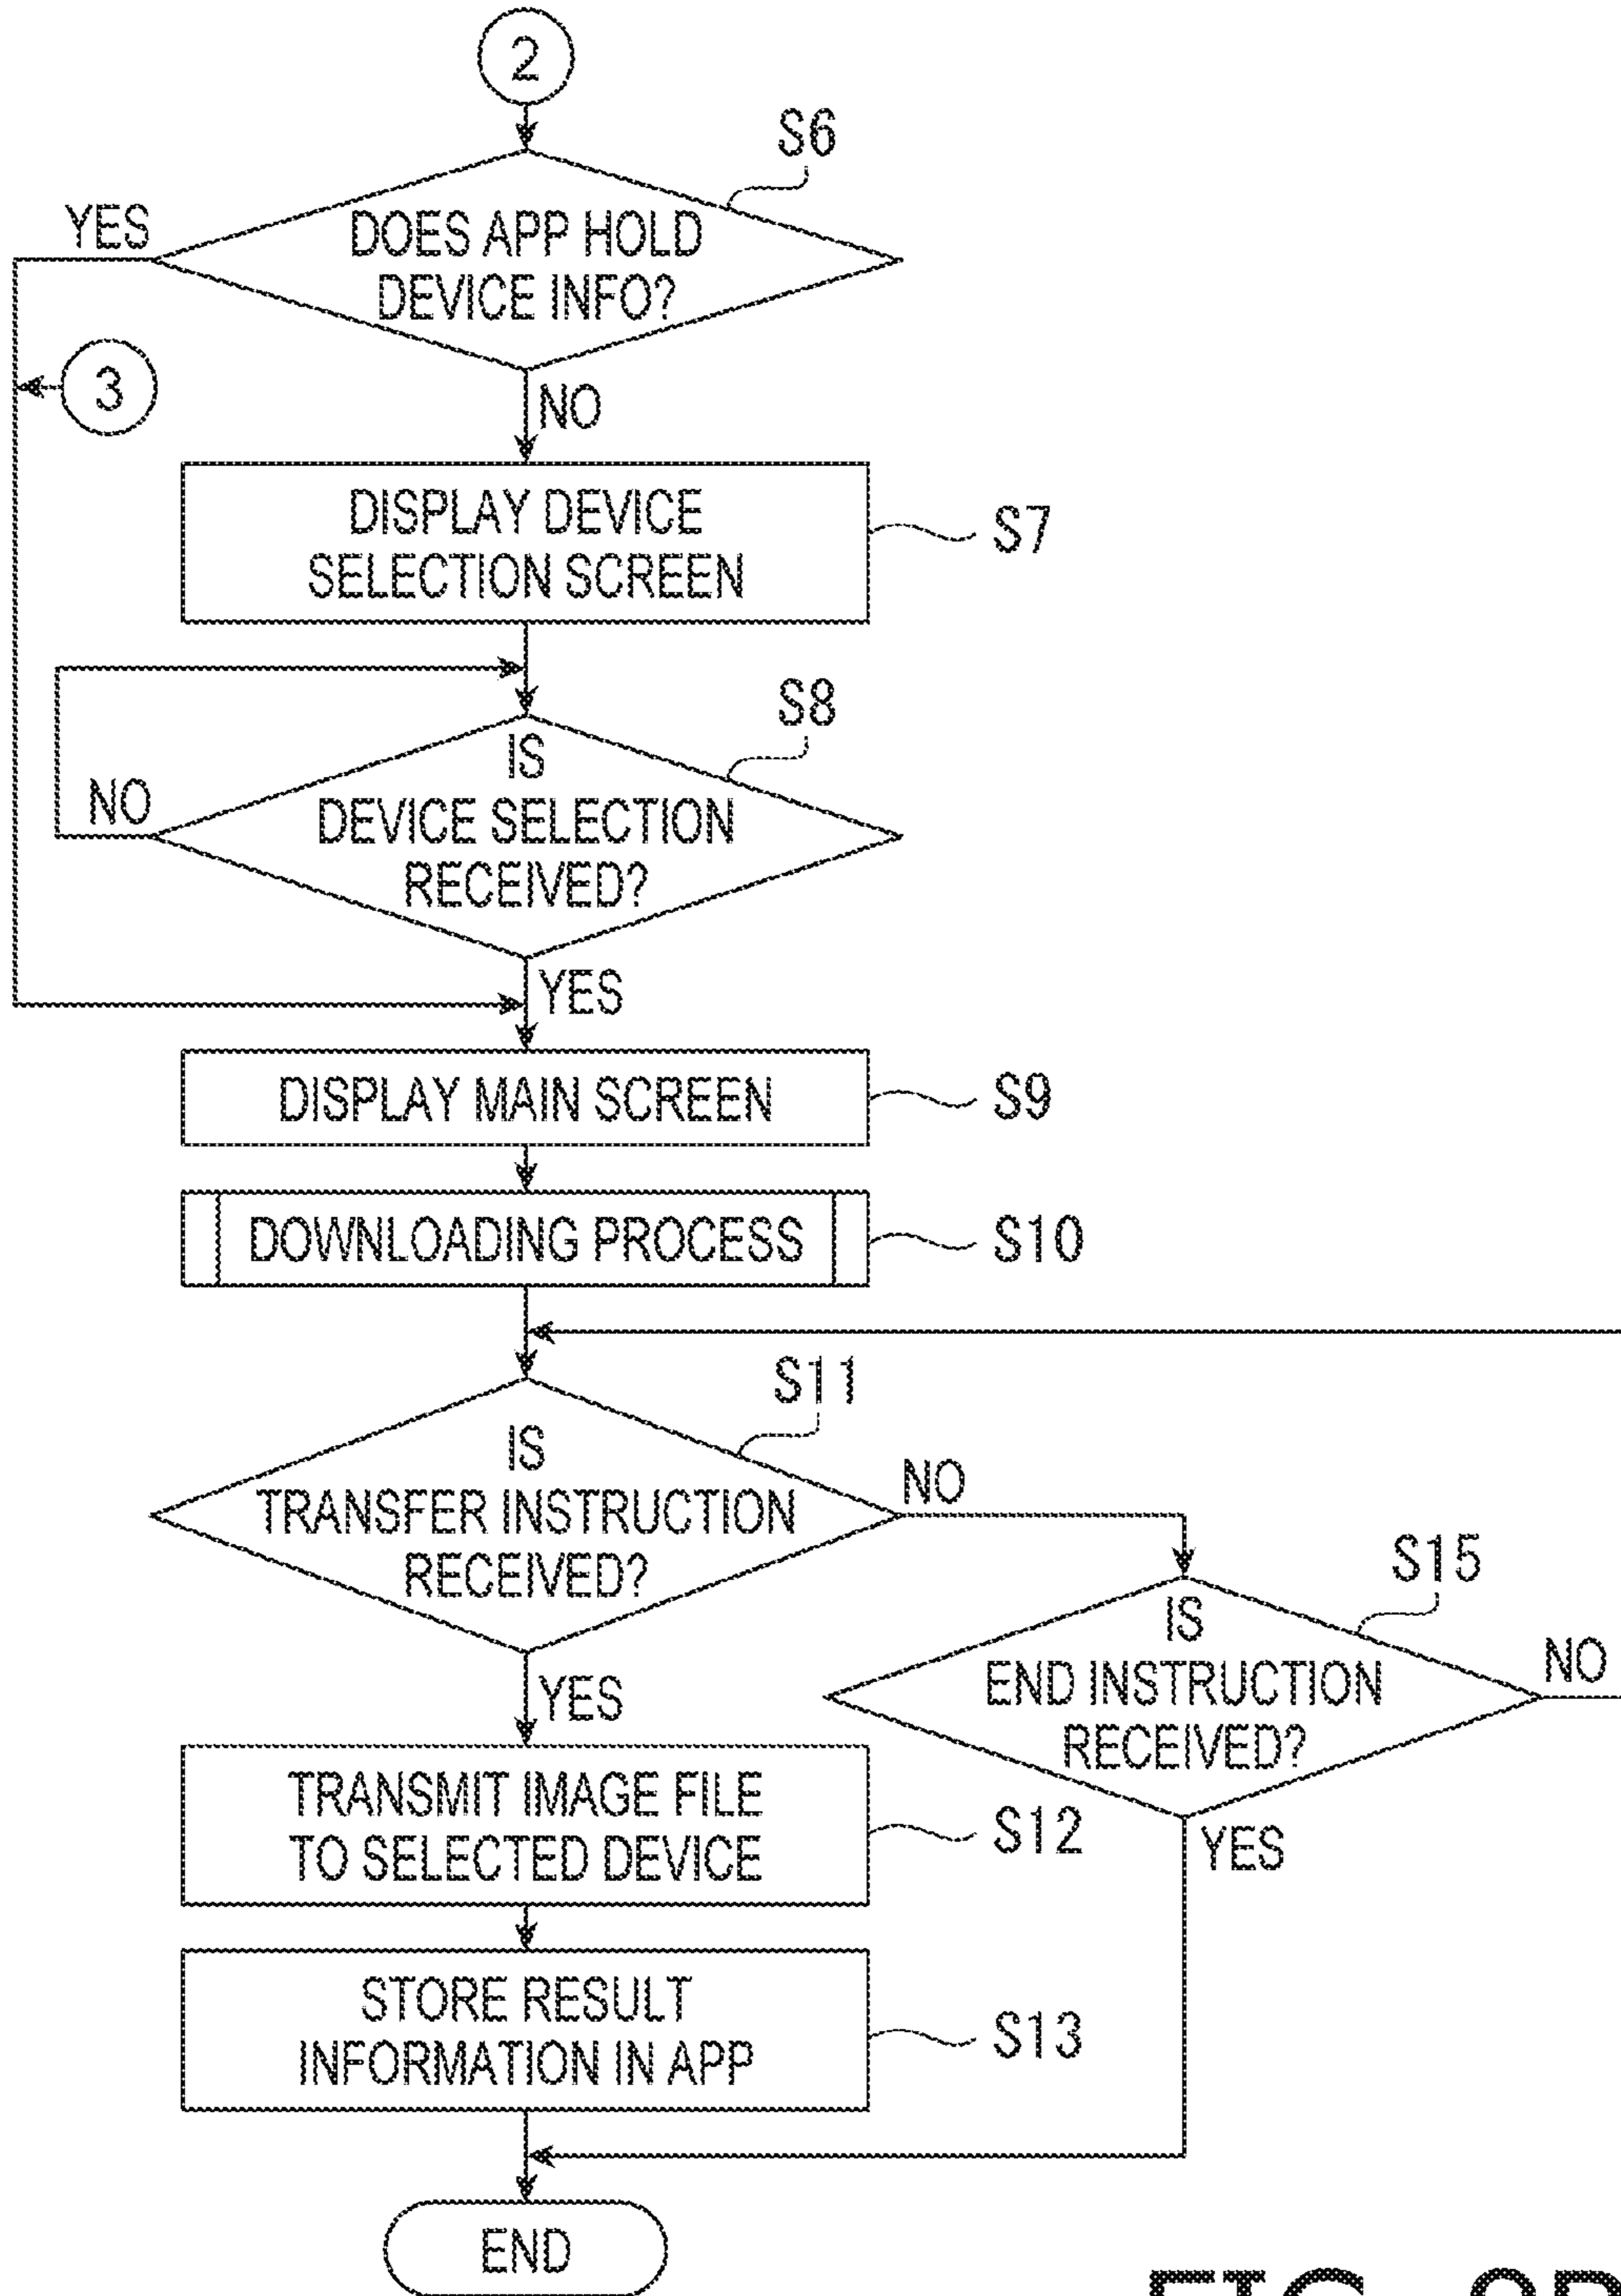 2
S6
YES
DOES APP HOLD
DEVICE INFO?
3
NO
DISPLAY DEVICE
SELECTION SCREEN
S7
S8
IS
DEVICE SELECTION
RECEIVED?
NO
YES
DISPLAY MAIN SCREEN
S9
DOWNLOADING PROCESS
S10
S11
IS
TRANSFER INSTRUCTION
RECEIVED?
NO
S15
IS
END INSTRUCTION
RECEIVED?
NO
YES
YES
TRANSMIT IMAGE FILE
TO SELECTED DEVICE
S12
STORE RESULT
INFORMATION IN APP
S13
END